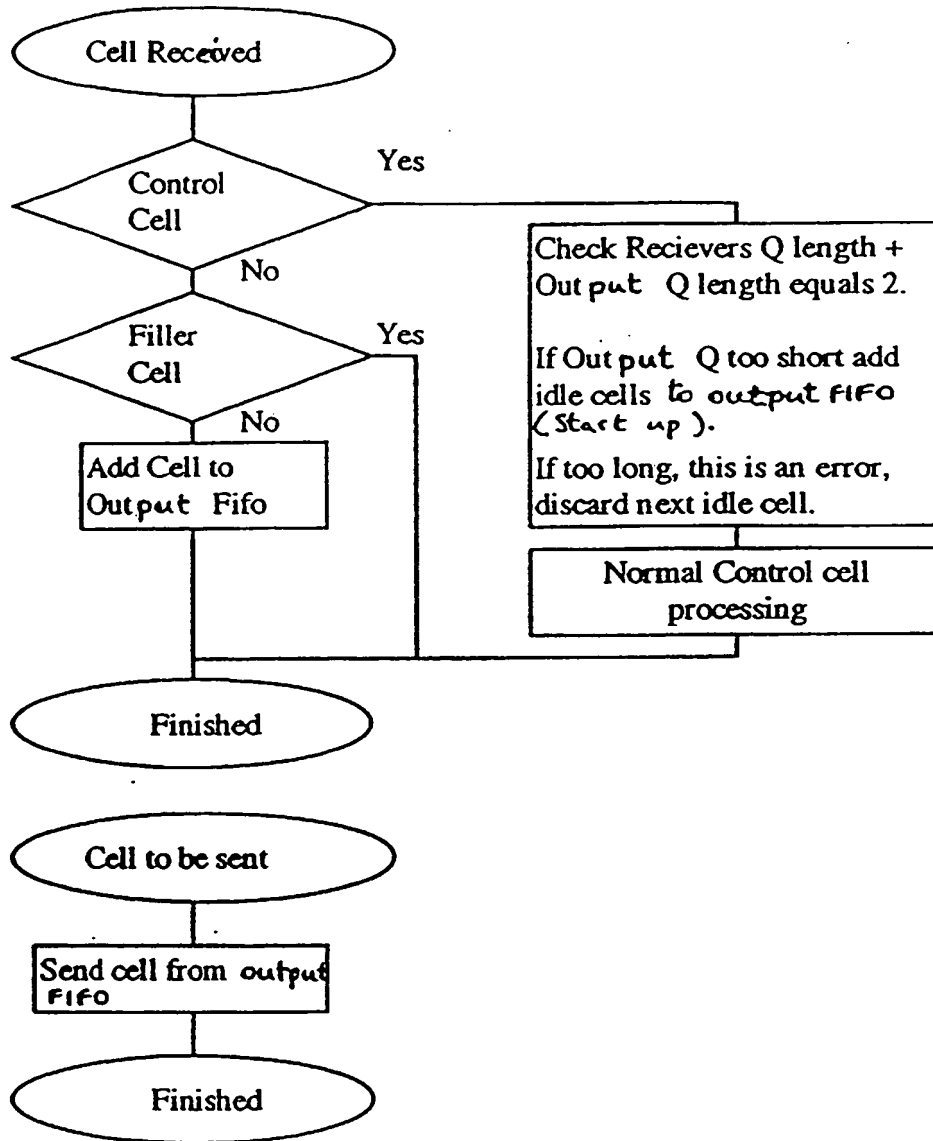 Cell Received
Control
Cell
Yes
No
Filler
Cell
Yes
No
Add Cell to
Output Fifo
Check Recievers Q length +
Output Q length equals 2.
If Output Q too short add
idle cells to output FIFO
(Start up).
If too long, this is an error,
discard next idle cell.
Normal Control cell
processing
Finished
Cell to be sent
Send cell from output
FIFO
Finished